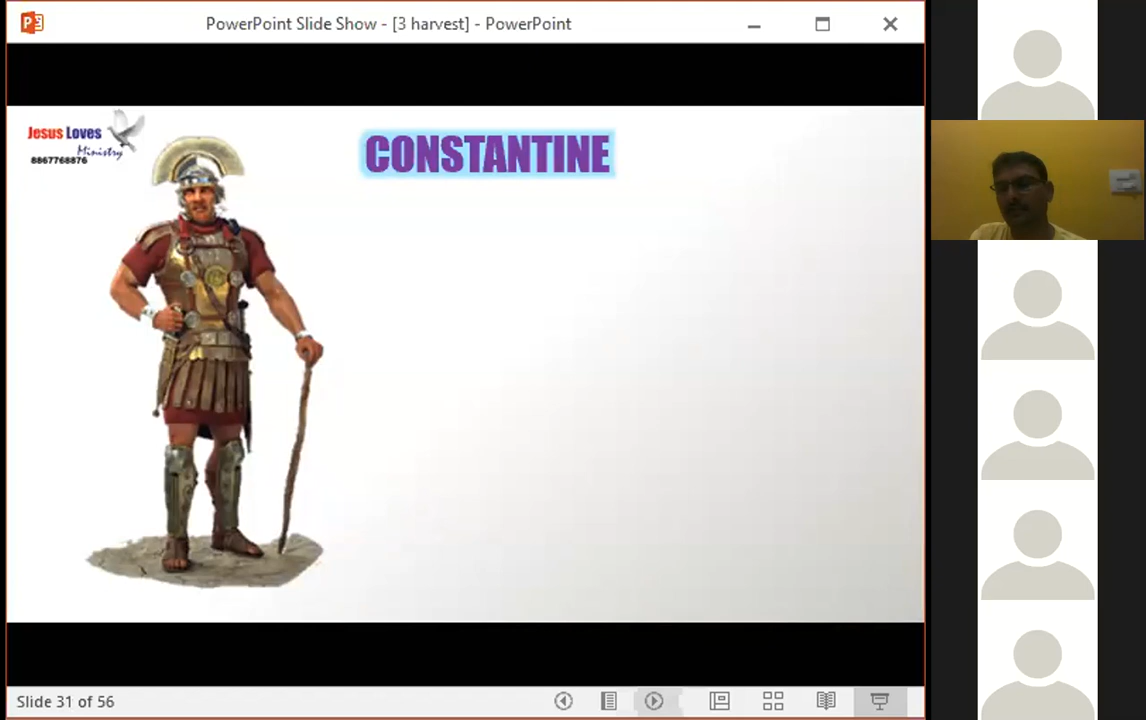 PowerPoint Slide Show - [3 harvest] - PowerPoint
Jesus Loves
Ministry
8867768876
CONSTANTINE
Slide 31 of 56